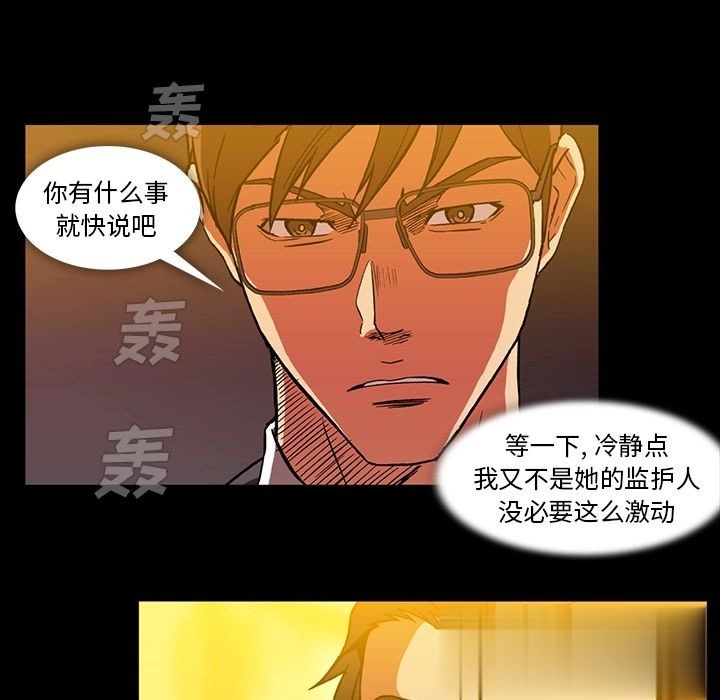 轰
你有什么事
就快说吧
轰
轰
等一下, 冷静点
我又不是她的监护人
没必要这么激动